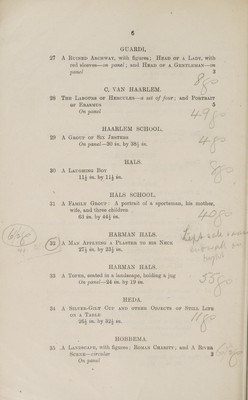 6
GUARDI.
27 A Ruined Archway, with figures; Head of a Lady, with
red sleeves—on panel; and Head of a Gentleman—on
panel 3
C. VAN HAARLEM.
28 The Labours of Hercules—a set of four; and Portrait
of Erasmus 5
On panel
HAARLEM SCHOOL.
29 A Group of Six Jesters
On panel—30 in. by 38½ in.
HALS.
30 A Laughing Boy
11½ in. by 11½ in.
HALS SCHOOL.
31 A Family Group: A portrait of a sportsman, his mother,
wife, and three children
63 in. by 44½ in.
HARMAN HALS.
32 A Man Applying a Plaster to his Neck
27½ in. by 23½ in.
HARMAN HALS.
33 A Toper, seated in a landscape, holding a jug
On panel—24 in. by 19 in.
HEDA.
34 A Silver-Gilt Cup and other Objects of Still Life
on a Table
36½ in. by 32½ in.
HOBBEMA.
35 A Landscape, with figures; Roman Charity; and A River
Scene—circular 3
On panel